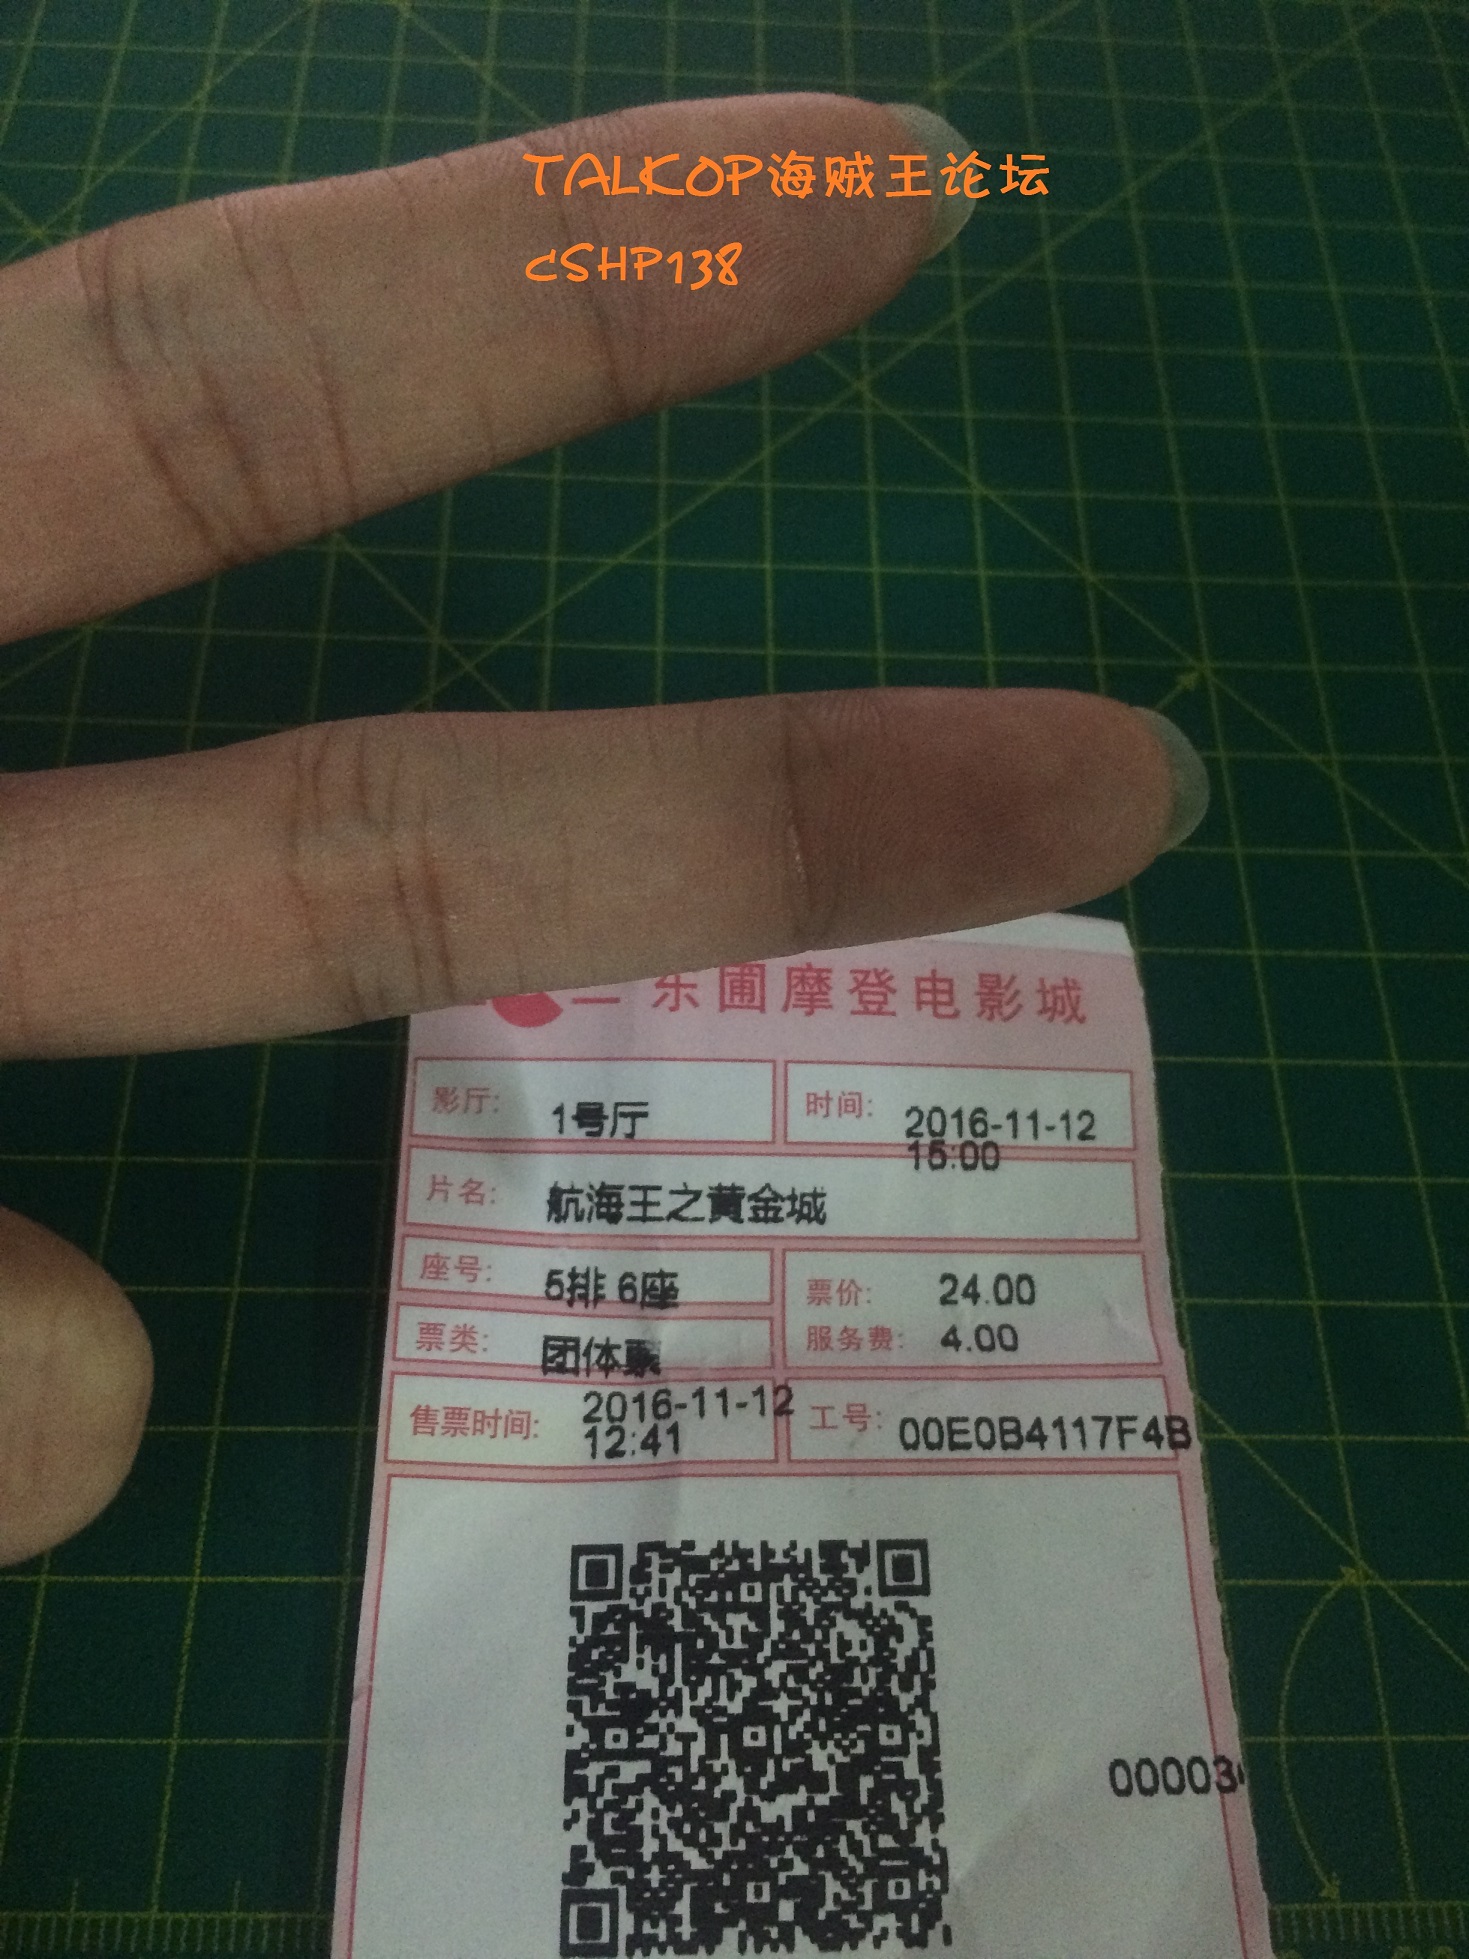 TALKOP海贼王论坛
CSHP138
东圃摩登电影城
影厅: 1号厅
时间: 2016-11-12
15:00
片名: 航海王之黄金城
座号: 5排 6座
票价: 24.00
票类: 团体票
服务费: 4.00
售票时间: 2016-11-12
12:41
工号: 00E0B4117F4B
00003